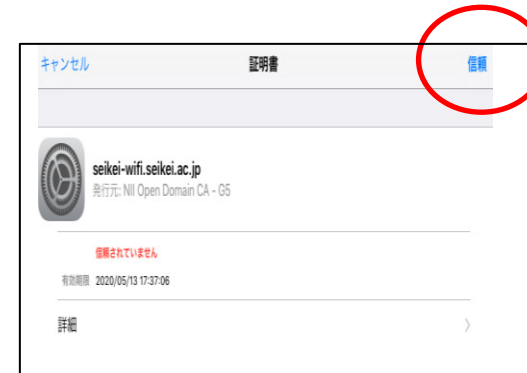 キャンセル 証明書 信頼
seikei-wifi.seikei.ac.jp
発行元: NII Open Domain CA - G5
信頼されていません
有効期限 2020/05/13 17:37:06
詳細